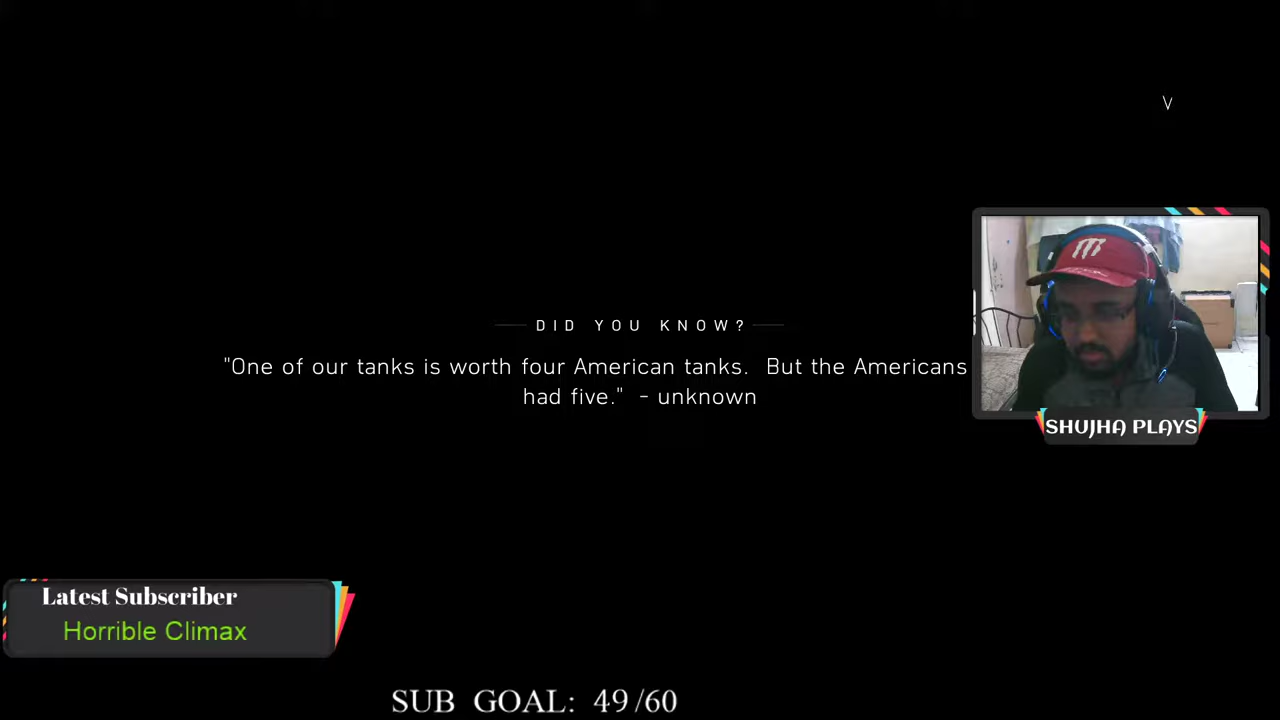 V
DID YOU KNOW?
"One of our tanks is worth four American tanks.  But the Americans
had five."  - unknown
SHUJHA PLAYS
Latest Subscriber
Horrible Climax
SUB GOAL: 49/60